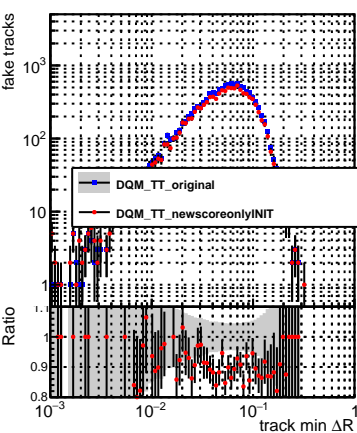 fake tracks
10³
10²
10
1
DQM_TT_original
DQM_TT_newscoreonlyINIT
Ratio
1.1
1
0.9
0.8
10⁻³
10⁻²
10⁻¹
1
track min ΔR